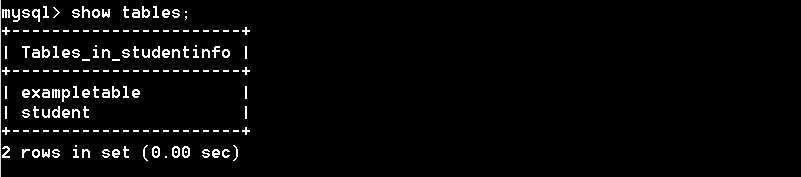 mysql> show tables;
+------------------------+
| Tables_in_studentinfo |
+------------------------+
| exampletable          |
| student               |
+------------------------+
2 rows in set (0.00 sec)